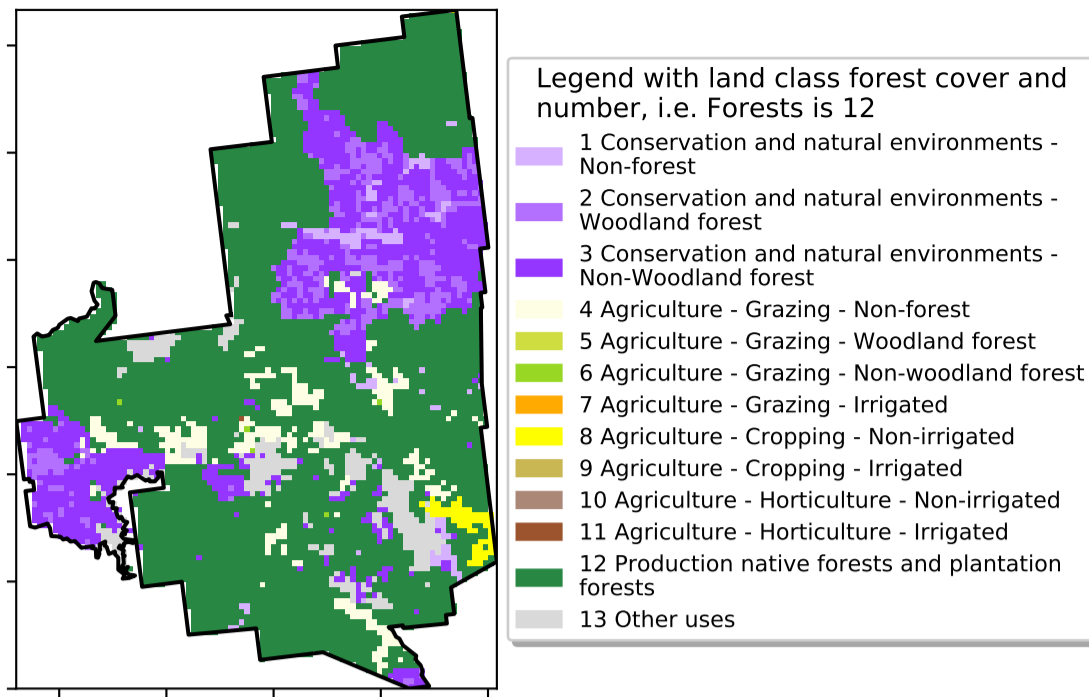 Legend with land class forest cover and
number, i.e. Forests is 12
1 Conservation and natural environments -
Non-forest
2 Conservation and natural environments -
Woodland forest
3 Conservation and natural environments -
Non-Woodland forest
4 Agriculture - Grazing - Non-forest
5 Agriculture - Grazing - Woodland forest
6 Agriculture - Grazing - Non-woodland forest
7 Agriculture - Grazing - Irrigated
8 Agriculture - Cropping - Non-irrigated
9 Agriculture - Cropping - Irrigated
10 Agriculture - Horticulture - Non-irrigated
11 Agriculture - Horticulture - Irrigated
12 Production native forests and plantation
forests
13 Other uses